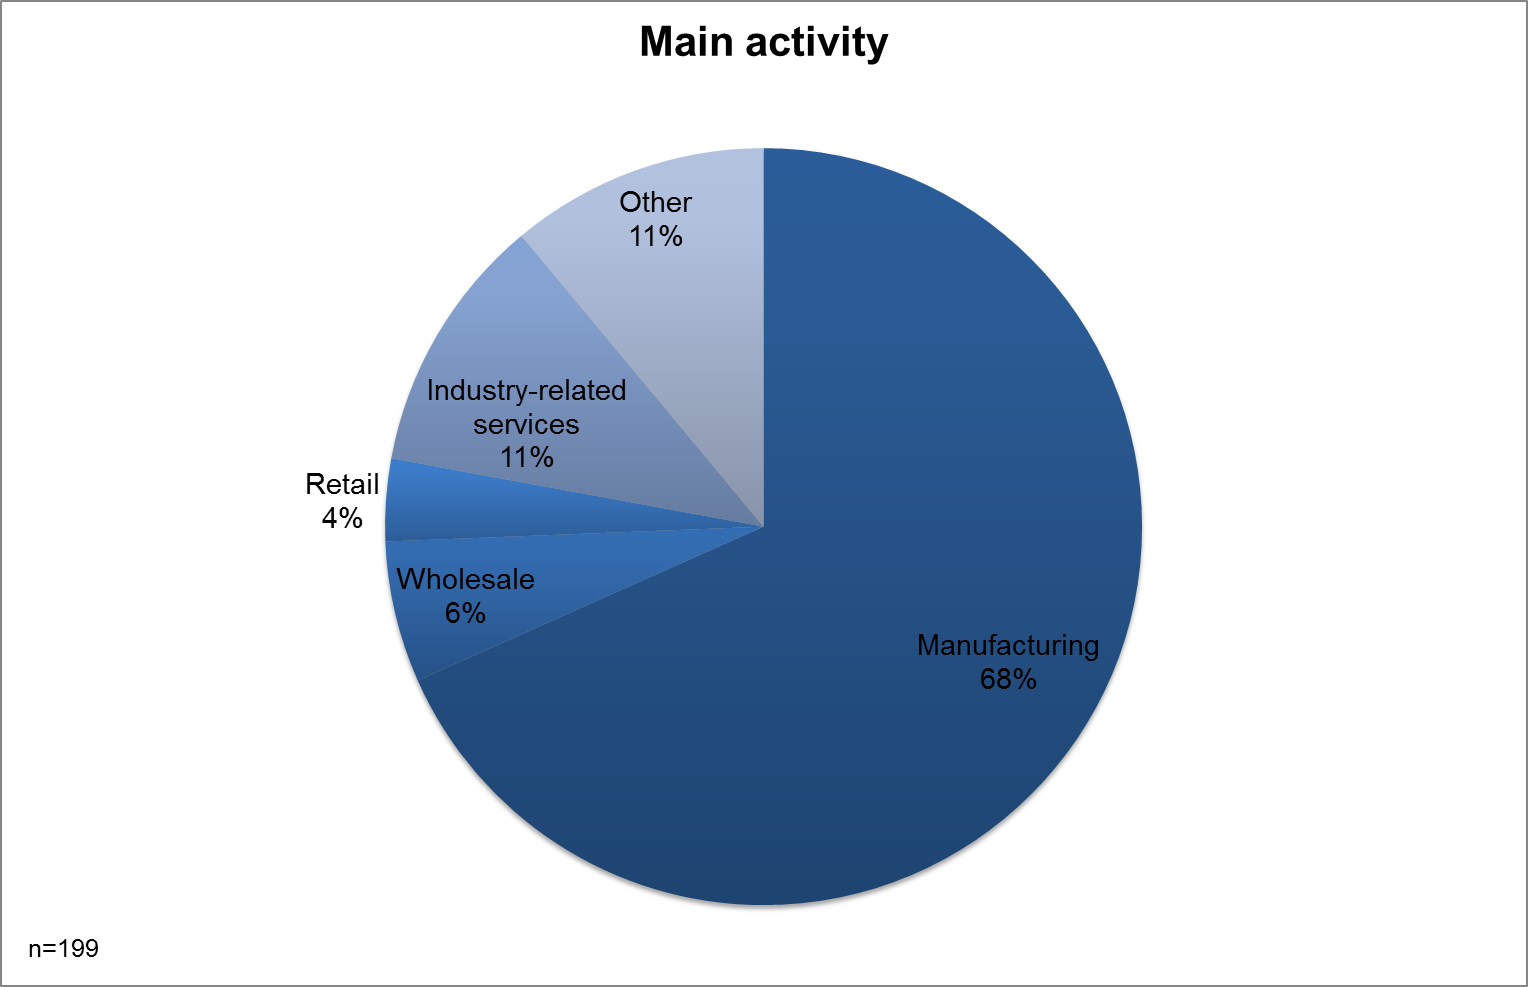 Main activity
Other
11%
Industry-related
services
11%
Retail
4%
Wholesale
6%
Manufacturing
68%
n=199